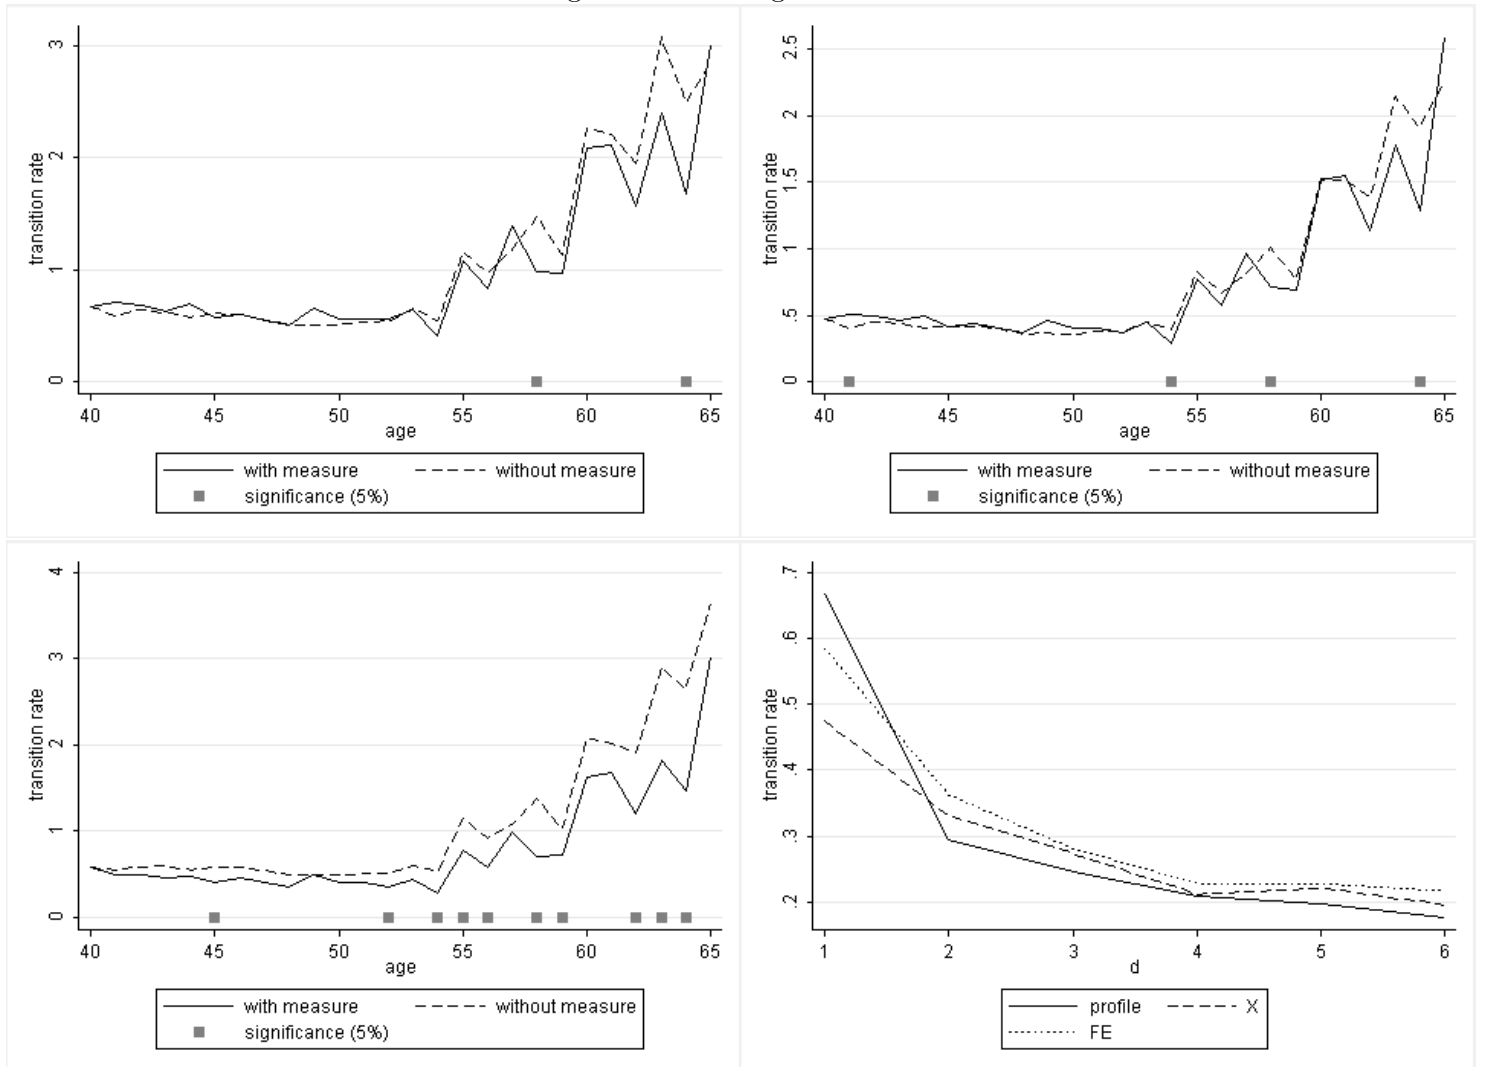 transition rate
3
2
1
0
40 45 50 55 60 65
age
with measure without measure
significance (5%)
transition rate
2.5
2
1.5
1
.5
0
40 45 50 55 60 65
age
with measure without measure
significance (5%)
transition rate
4
3
2
1
0
40 45 50 55 60 65
age
with measure without measure
significance (5%)
transition rate
.7
.6
.5
.4
.3
.2
1 2 3 4 5 6
d
profile X
FE